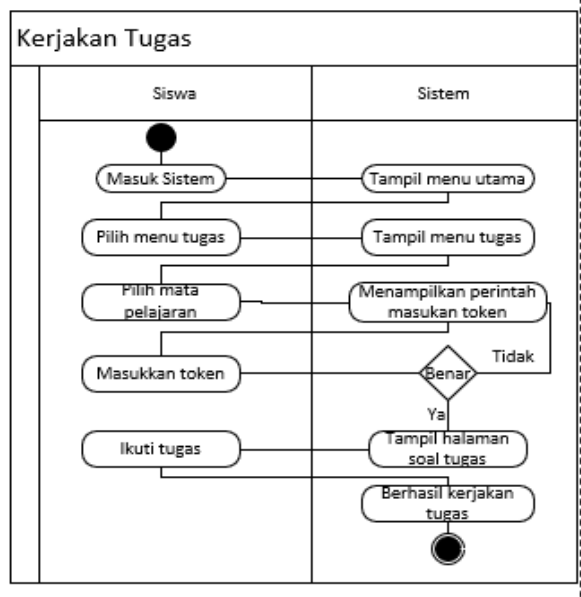 Kerjakan Tugas
Siswa
Sistem
Masuk Sistem
Tampil menu utama
Pilih menu tugas
Tampil menu tugas
Pilih mata
pelajaran
Menampilkan perintah
masukan token
Masukkan token
Benar
Tidak
Ya
Ikuti tugas
Tampil halaman
soal tugas
Berhasil kerjakan
tugas